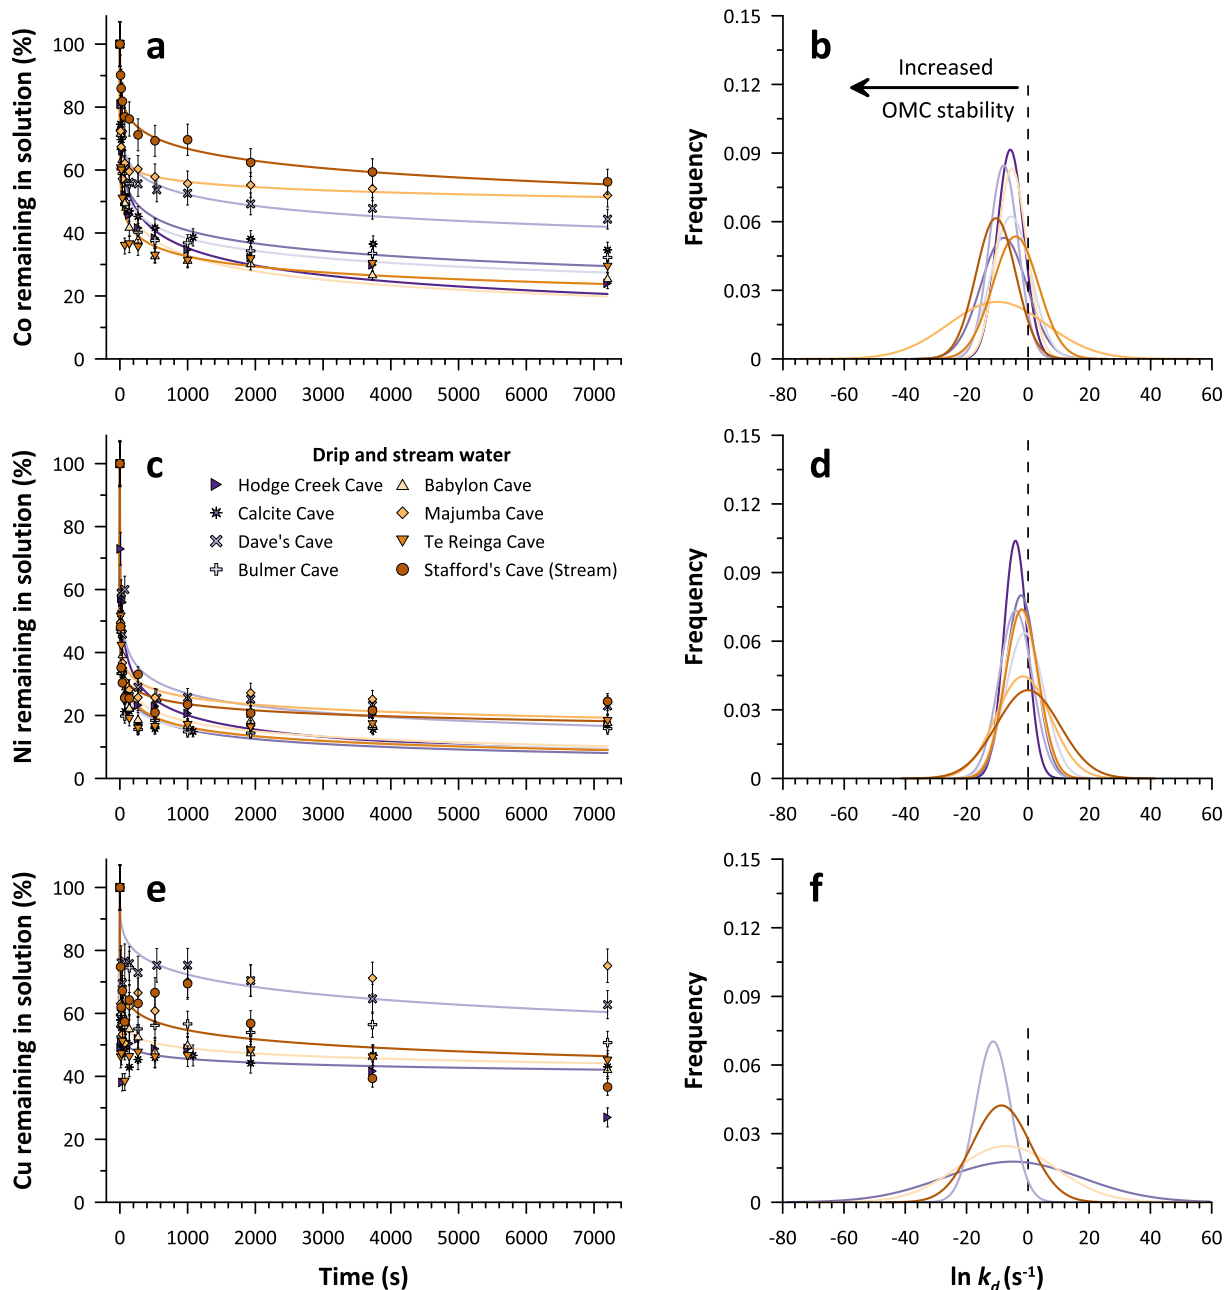 a
Co remaining in solution (%)
100
80
60
40
20
0
0 1000 2000 3000 4000 5000 6000 7000
b
Increased
OMC stability
Frequency
0.15
0.12
0.09
0.06
0.03
0
-80 -60 -40 -20 0 20 40 60
c
Ni remaining in solution (%)
100
80
60
40
20
0
Drip and stream water
Hodge Creek Cave
Calcite Cave
Dave's Cave
Bulmer Cave
Babylon Cave
Majumba Cave
Te Reinga Cave
Stafford's Cave (Stream)
0 1000 2000 3000 4000 5000 6000 7000
d
Frequency
0.15
0.12
0.09
0.06
0.03
0
-80 -60 -40 -20 0 20 40 60
e
Cu remaining in solution (%)
100
80
60
40
20
0
0 1000 2000 3000 4000 5000 6000 7000
Time (s)
f
Frequency
0.15
0.12
0.09
0.06
0.03
0
-80 -60 -40 -20 0 20 40 60
ln k_d (s⁻¹)